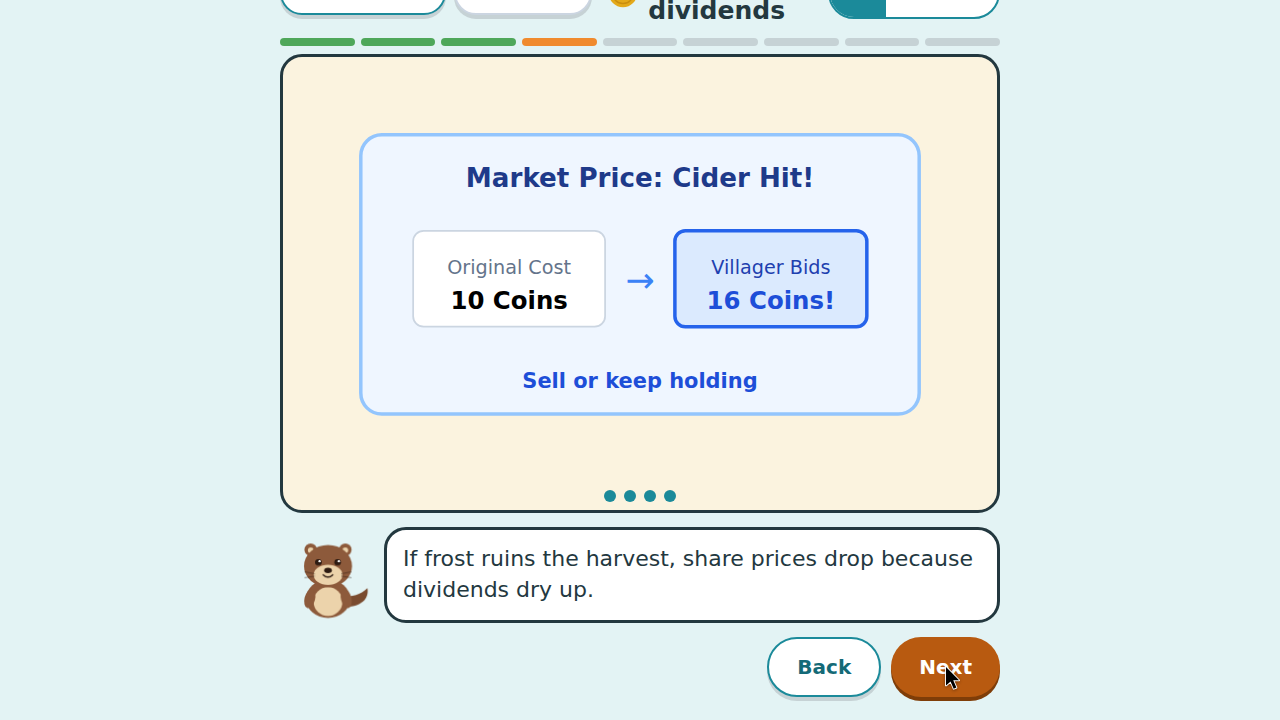 dividends
Market Price: Cider Hit!
Original Cost
10 Coins
→
Villager Bids
16 Coins!
Sell or keep holding
If frost ruins the harvest, share prices drop because
dividends dry up.
Back
Next